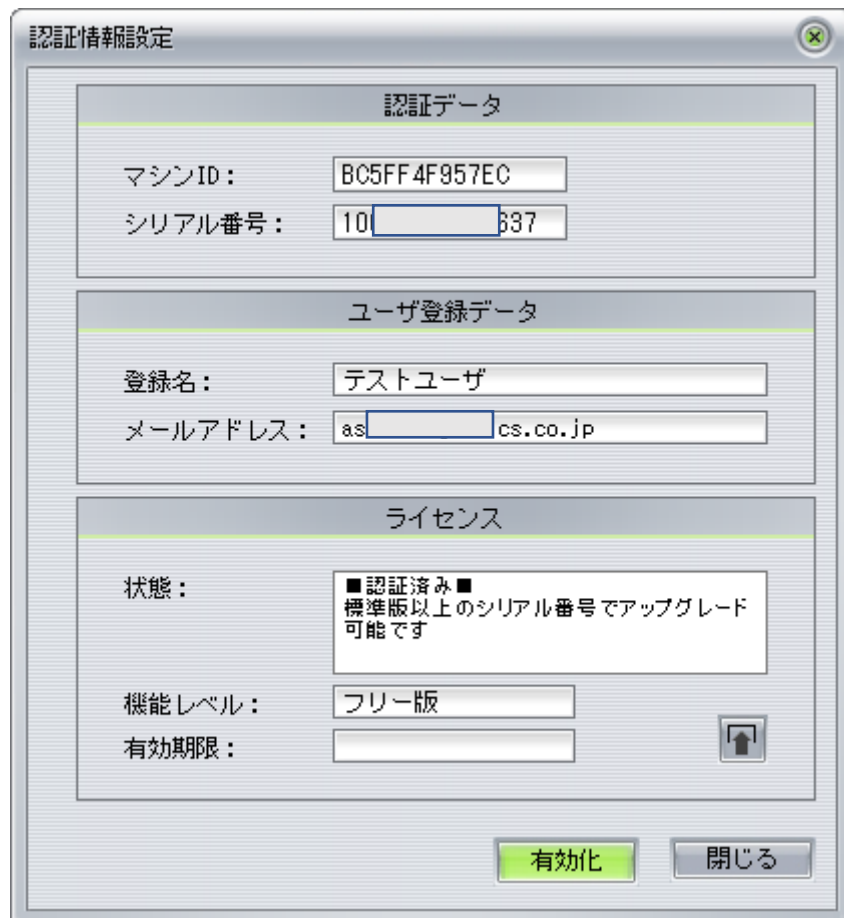 認証情報設定
認証データ
マシンID：
BC5FF4F957EC
シリアル番号：
637
ユーザ登録データ
登録名：
テストユーザ
メールアドレス：
as cs.co.jp
ライセンス
状態：
■認証済み■
標準版以上のシリアル番号でアップグレード
可能です
機能レベル：
フリー版
有効期限：
有効化
閉じる